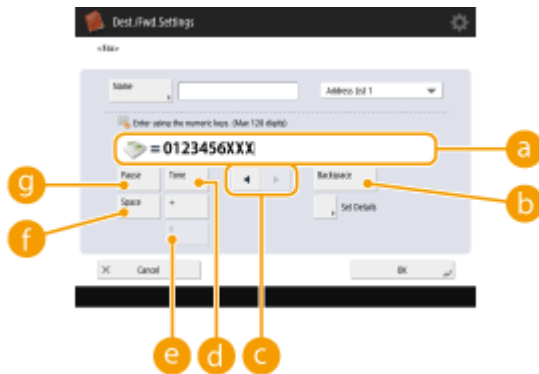 Dest./Fwd.Settings
<Fax>
Name
Address List 1
Enter using the numeric keys. (Max 120 digits)
= 0123456XXX
a
Pause
Tone
Backspace
g
b
Space
+
Set Details
f
Cancel
OK
e
d
c